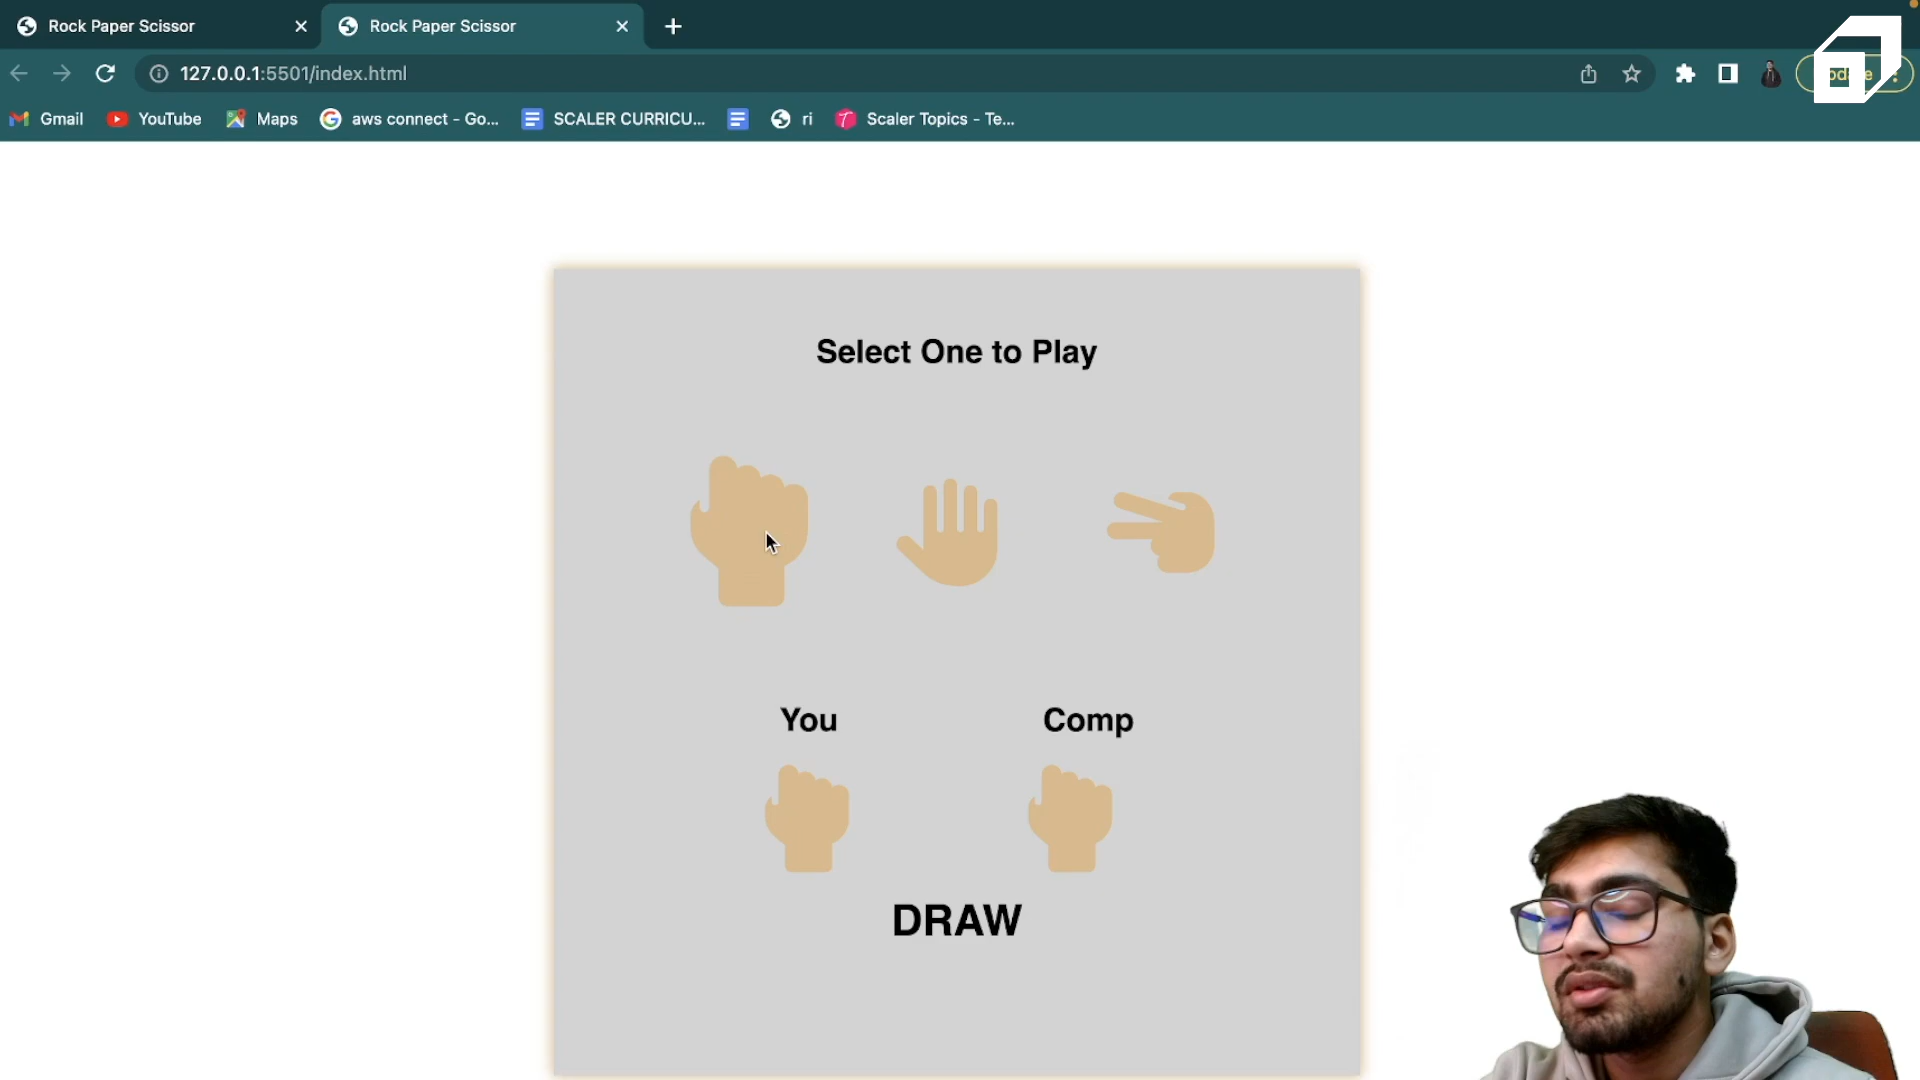 Rock Paper Scissor
Rock Paper Scissor
127.0.0.1:5501/index.html
Gmail
YouTube
Maps
aws connect - Go...
SCALER CURRICU...
ri
Scaler Topics - Te...
Select One to Play
You
Comp
DRAW